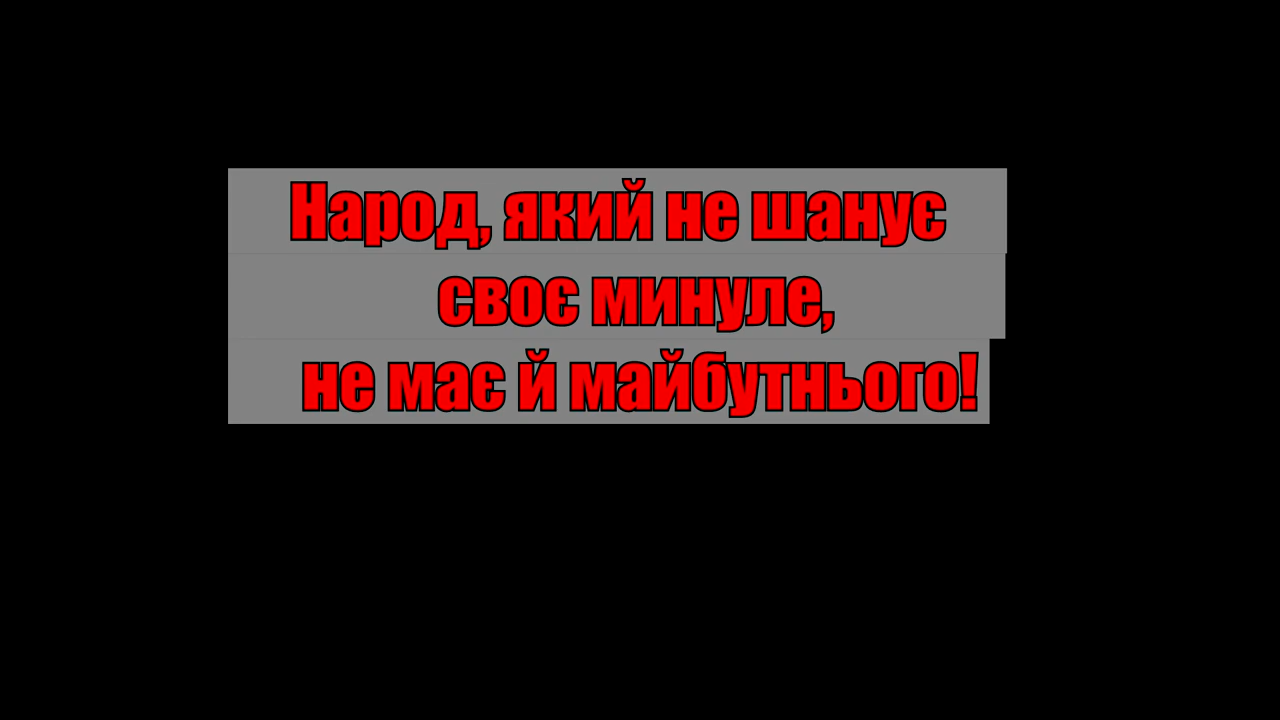 Народ, який не шанує
своє минуле,
не має й майбутнього!